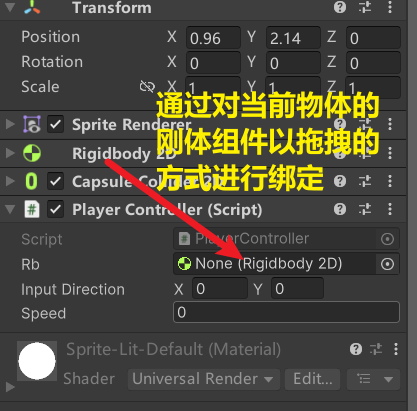 Transform
Position X 0.96 Y 2.14 Z 0
Rotation X 0 Y 0 Z 0
Scale X 1 Y 1 Z 1
通过对当前物体的
Sprite Renderer
刚体组件以拖拽的
Rigidbody 2D
方式进行绑定
Capsule Collider 2D
Player Controller (Script)
Script PlayerController
Rb None (Rigidbody 2D)
Input Direction X 0 Y 0
Speed 0
Sprite-Lit-Default (Material)
Shader Universal Render Edit...